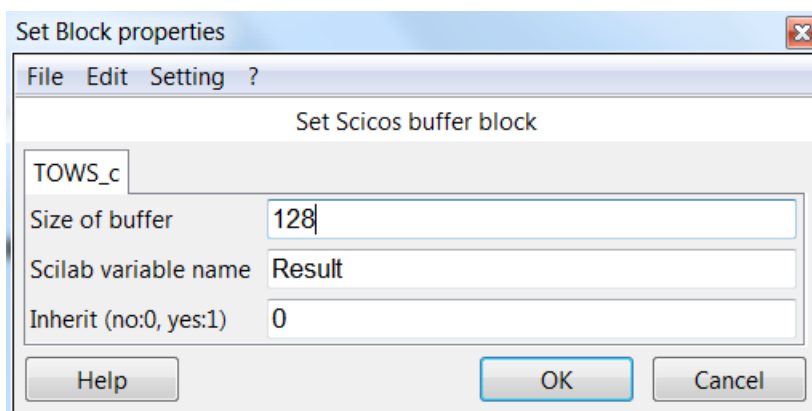 Set Block properties
File Edit Setting ?
Set Scicos buffer block
TOWS_c
Size of buffer 128
Scilab variable name Result
Inherit (no:0, yes:1) 0
Help OK Cancel